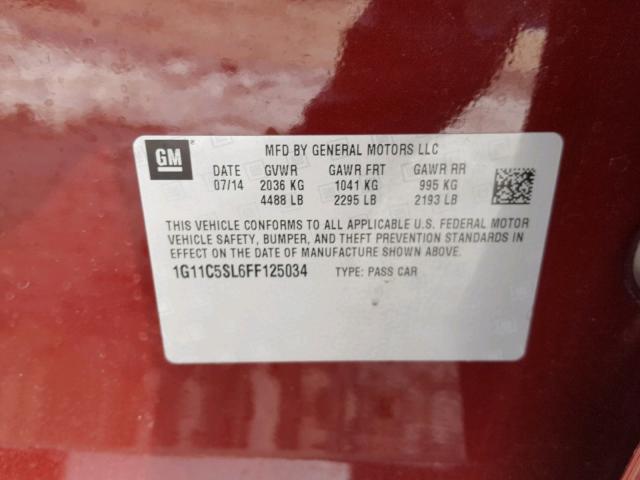 GM
MFD BY GENERAL MOTORS LLC
DATE GVWR GAWR FRT GAWR RR
07/14 2036 KG 1041 KG 995 KG
4488 LB 2295 LB 2193 LB
THIS VEHICLE CONFORMS TO ALL APPLICABLE U.S. FEDERAL MOTOR
VEHICLE SAFETY, BUMPER, AND THEFT PREVENTION STANDARDS IN
EFFECT ON THE DATE OF MANUFACTURE SHOWN ABOVE.
1G11C5SL6FF125034 TYPE: PASS CAR